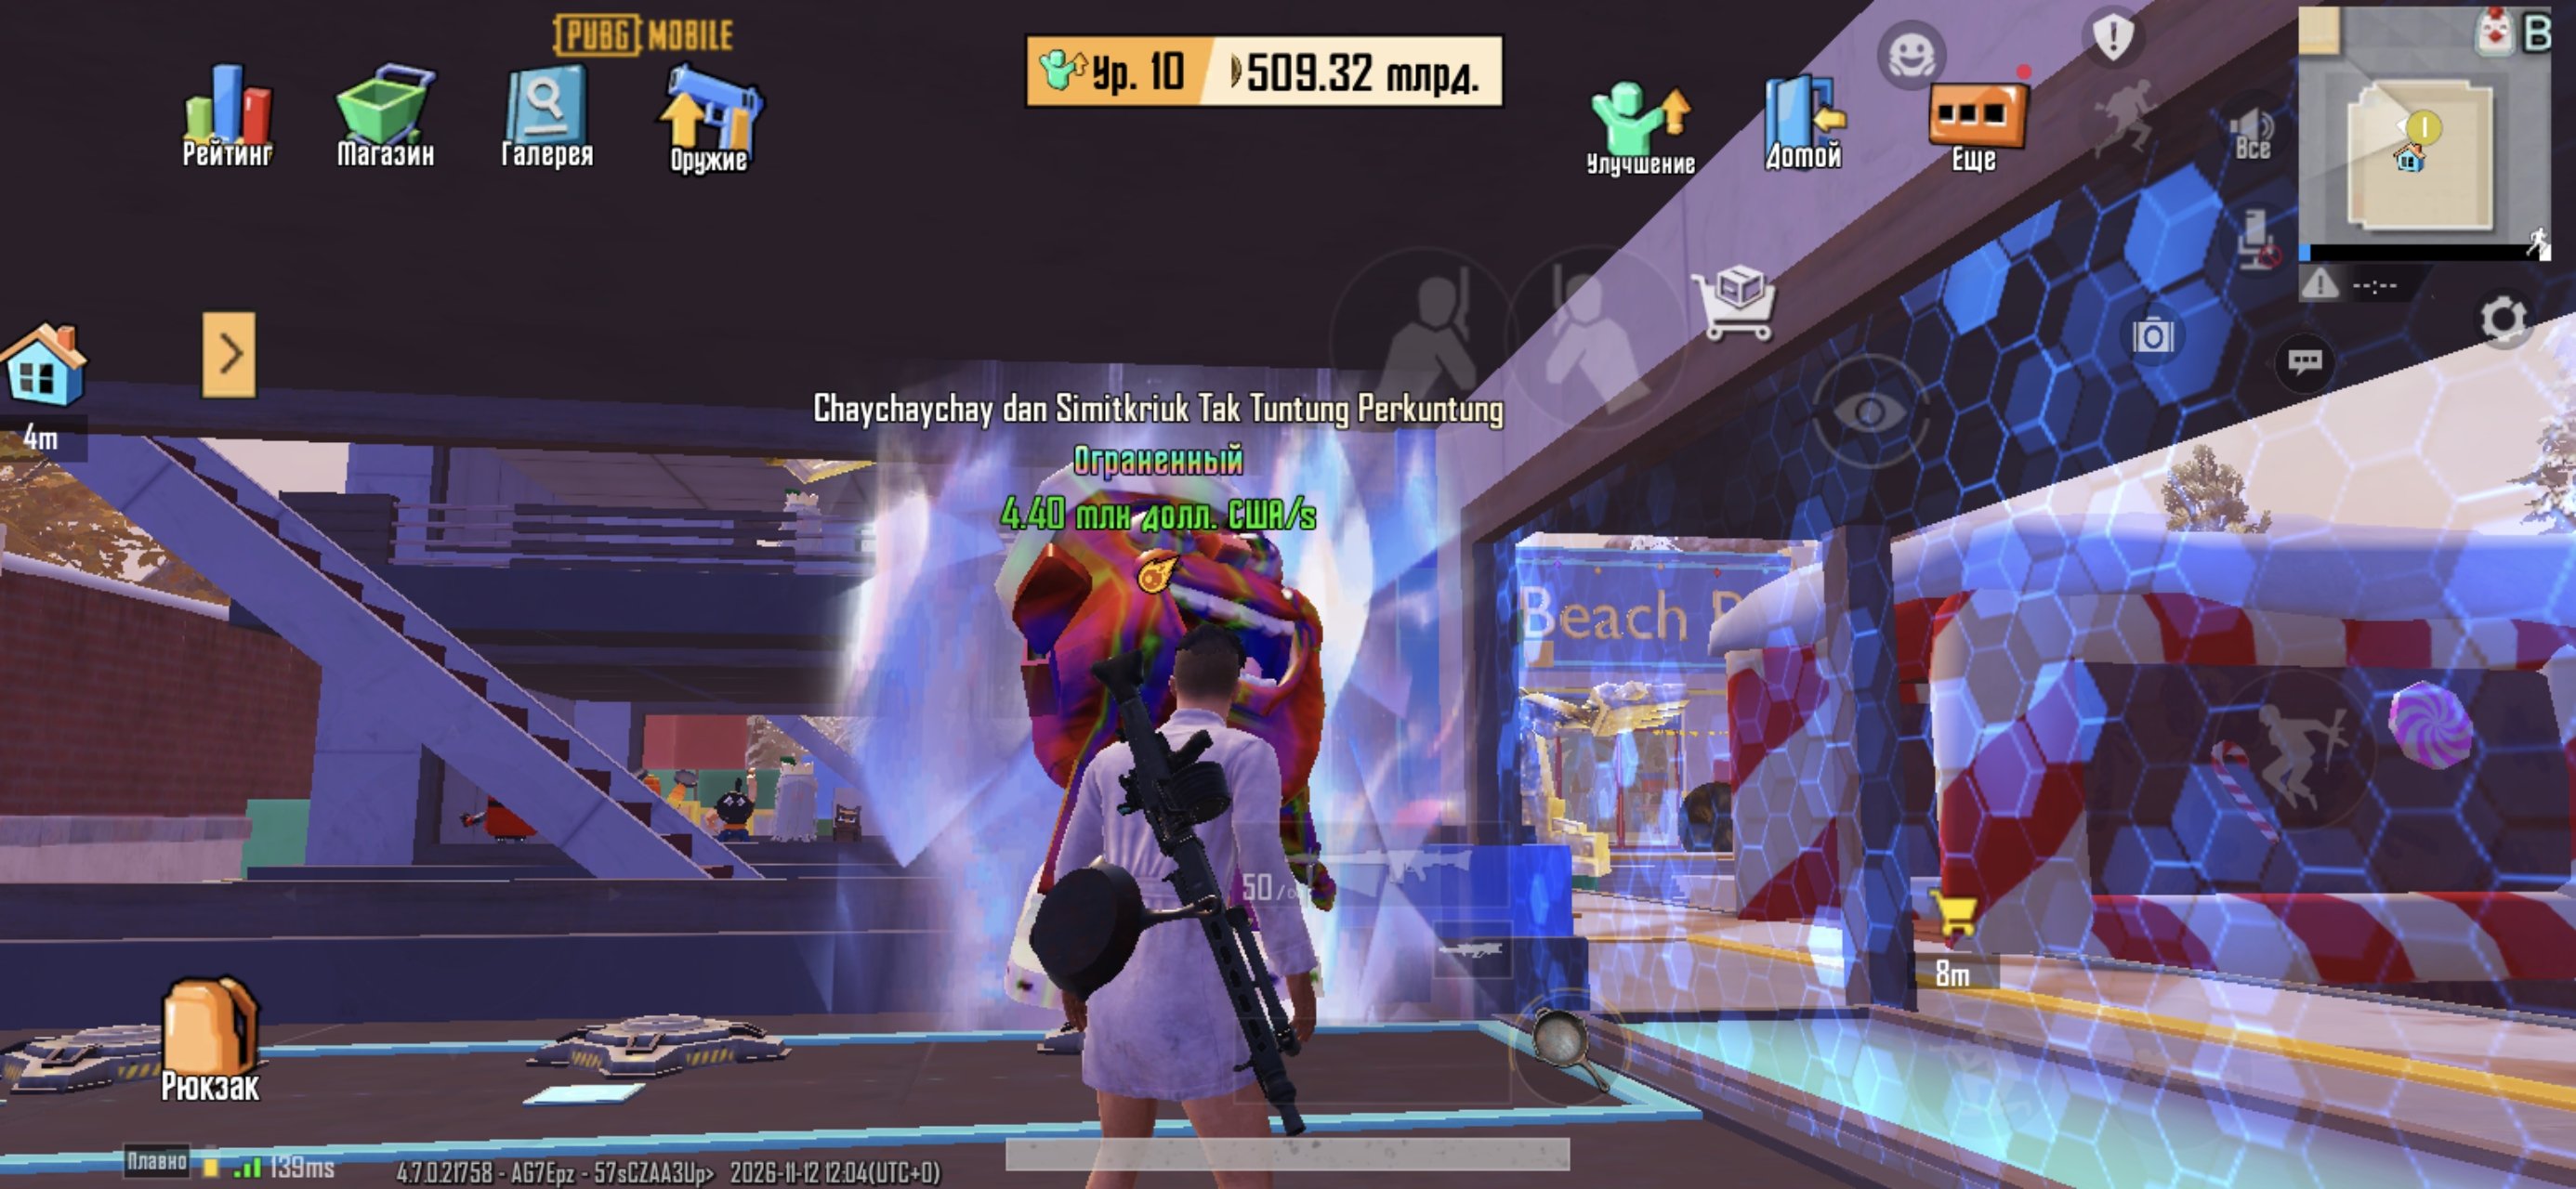 PUBG MOBILE
Ур. 10
509.32 млрд.
Рейтинг
Магазин
Галерея
Оружие
Улучшение
Домой
Еще
Все
B
--:--
4m
Chaychaychay dan Simitkriuk Tak Tuntung Perkuntung
Ограненный
4.40 млн долл. США/s
Beach
50
8m
Рюкзак
Плавно
139ms
4.7.0.21758 - AG7Epz - 57sCZAA3Up> 2026-11-12 12:04(UTC+0)